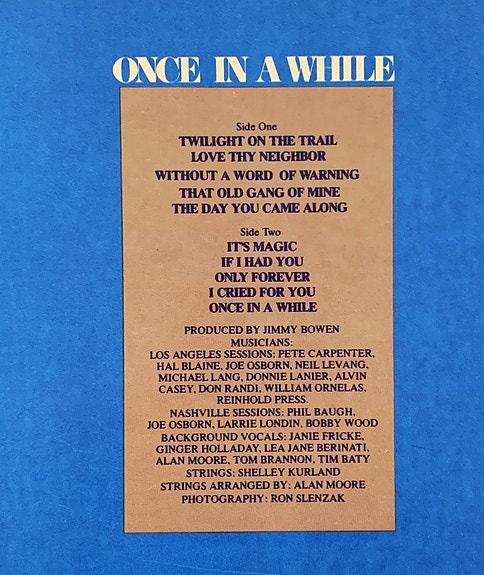 ONCE IN A WHILE
Side One
TWILIGHT ON THE TRAIL
LOVE THY NEIGHBOR
WITHOUT A WORD OF WARNING
THAT OLD GANG OF MINE
THE DAY YOU CAME ALONG
Side Two
IT'S MAGIC
IF I HAD YOU
ONLY FOREVER
I CRIED FOR YOU
ONCE IN A WHILE
PRODUCED BY JIMMY BOWEN
MUSICIANS:
LOS ANGELES SESSIONS: PETE CARPENTER,
HAL BLAINE, JOE OSBORN, NEIL LEVANG,
MICHAEL LANG, DONNIE LANIER, ALVIN
CASEY, DON RANDI, WILLIAM ORNELAS,
REINHOLD PRESS.
NASHVILLE SESSIONS: PHIL BAUGH,
JOE OSBORN, LARRIE LONDIN, BOBBY WOOD
BACKGROUND VOCALS: JANIE FRICKE,
GINGER HOLLADAY, LEA JANE BERINATI,
ALAN MOORE, TOM BRANNON, TIM BATY
STRINGS: SHELLEY KURLAND
STRINGS ARRANGED BY: ALAN MOORE
PHOTOGRAPHY: RON SLENZAK